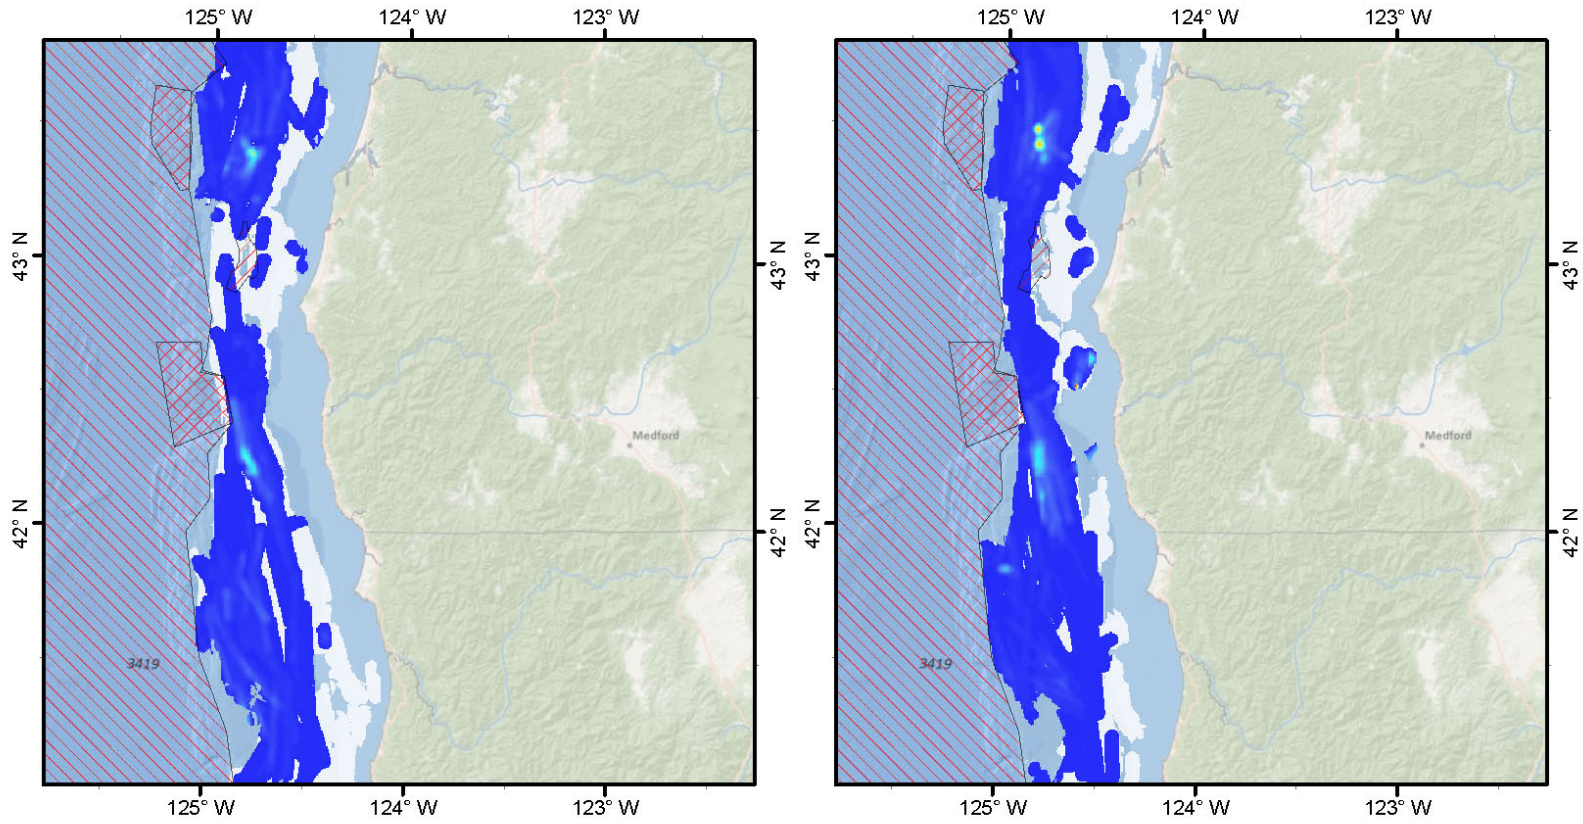 125° W 124° W 123° W 125° W 124° W 123° W
43° N 43° N 43° N 43° N
Medford Medford
42° N 42° N 42° N 42° N
3419 3419
125° W 124° W 123° W 125° W 124° W 123° W